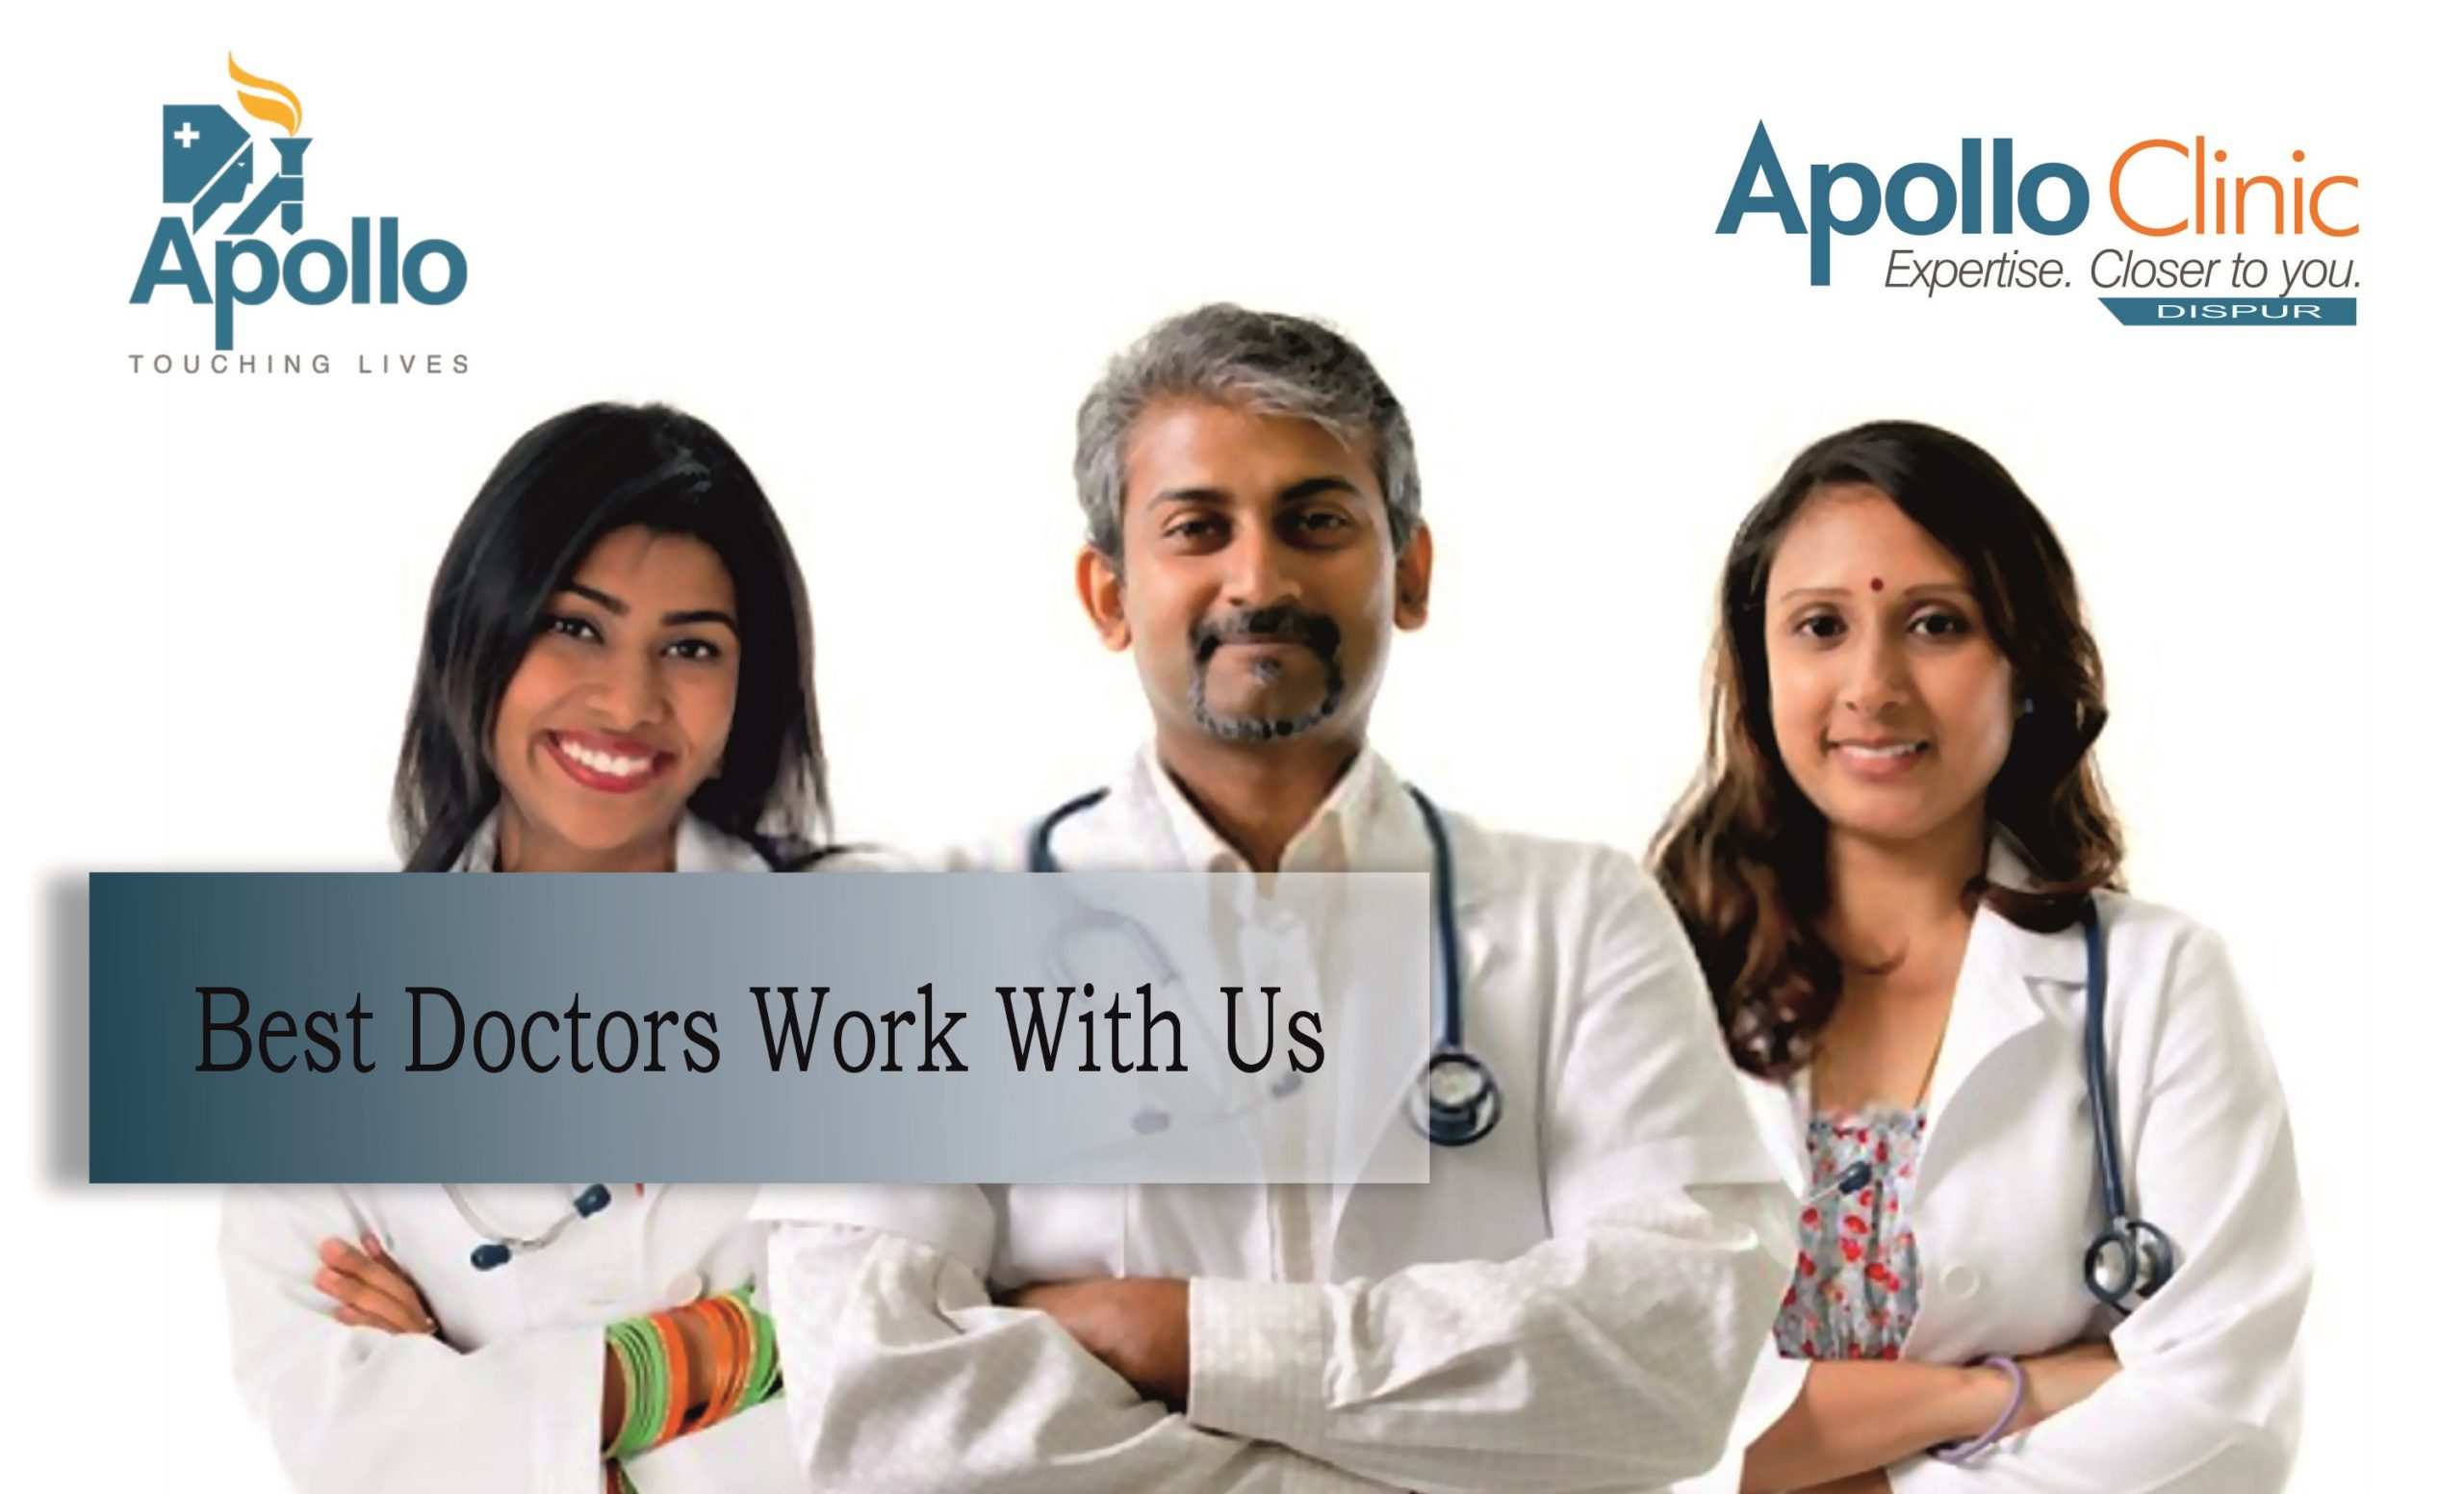 Apollo
TOUCHING LIVES
Apollo Clinic
Expertise. Closer to you.
DISPUR
Best Doctors Work With Us